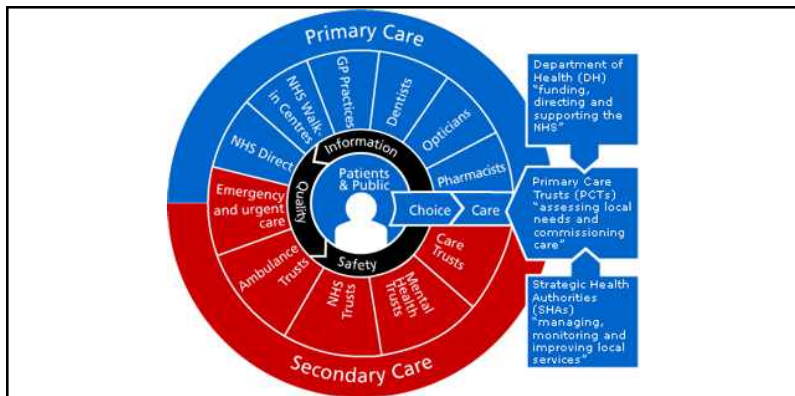 Primary Care
NHS Direct
NHS Walk-
in Centres
GP Practices
Dentists
Opticians
Pharmacists
Information
Quality
Safety
Patients
& Public
Choice
Care
Emergency
and urgent
care
Ambulance
Trusts
NHS
Trusts
Mental
Health
Trusts
Care
Trusts
Secondary Care
Department of
Health (DH)
"funding,
directing and
supporting the
NHS"
Primary Care
Trusts (PCTs)
"assessing local
needs and
commissioning
care"
Strategic Health
Authorities
(SHAs)
"managing,
monitoring and
improving local
services"